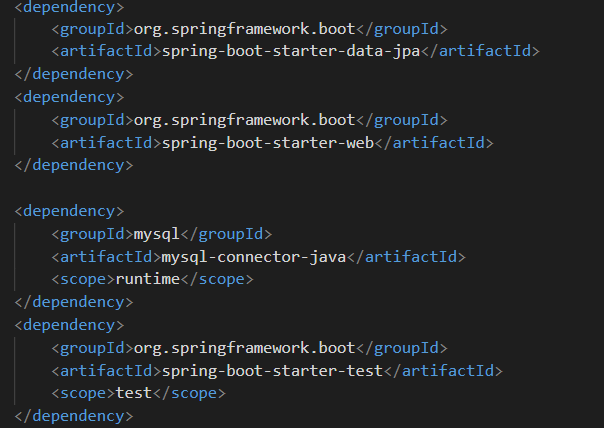 <dependency>
    <groupId>org.springframework.boot</groupId>
    <artifactId>spring-boot-starter-data-jpa</artifactId>
</dependency>
<dependency>
    <groupId>org.springframework.boot</groupId>
    <artifactId>spring-boot-starter-web</artifactId>
</dependency>

<dependency>
    <groupId>mysql</groupId>
    <artifactId>mysql-connector-java</artifactId>
    <scope>runtime</scope>
</dependency>
<dependency>
    <groupId>org.springframework.boot</groupId>
    <artifactId>spring-boot-starter-test</artifactId>
    <scope>test</scope>
</dependency>